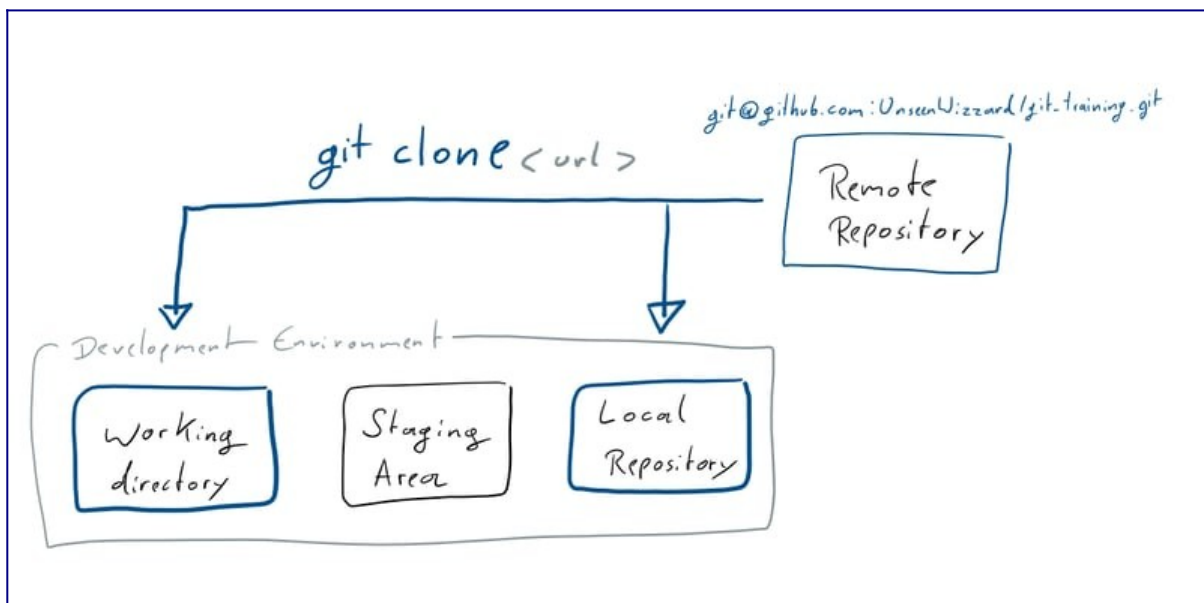 git@github.com:UnseenWizzard/git_training.git
git clone <url>
Remote
Repository
Development Environment
Working
directory
Staging
Area
Local
Repository